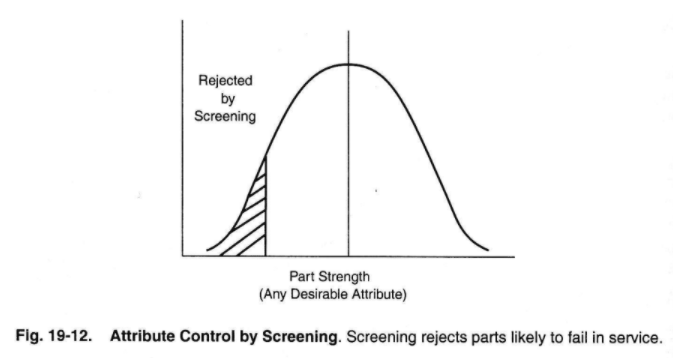 Rejected
by
Screening
Part Strength
(Any Desirable Attribute)
Fig. 19-12. Attribute Control by Screening. Screening rejects parts likely to fail in service.